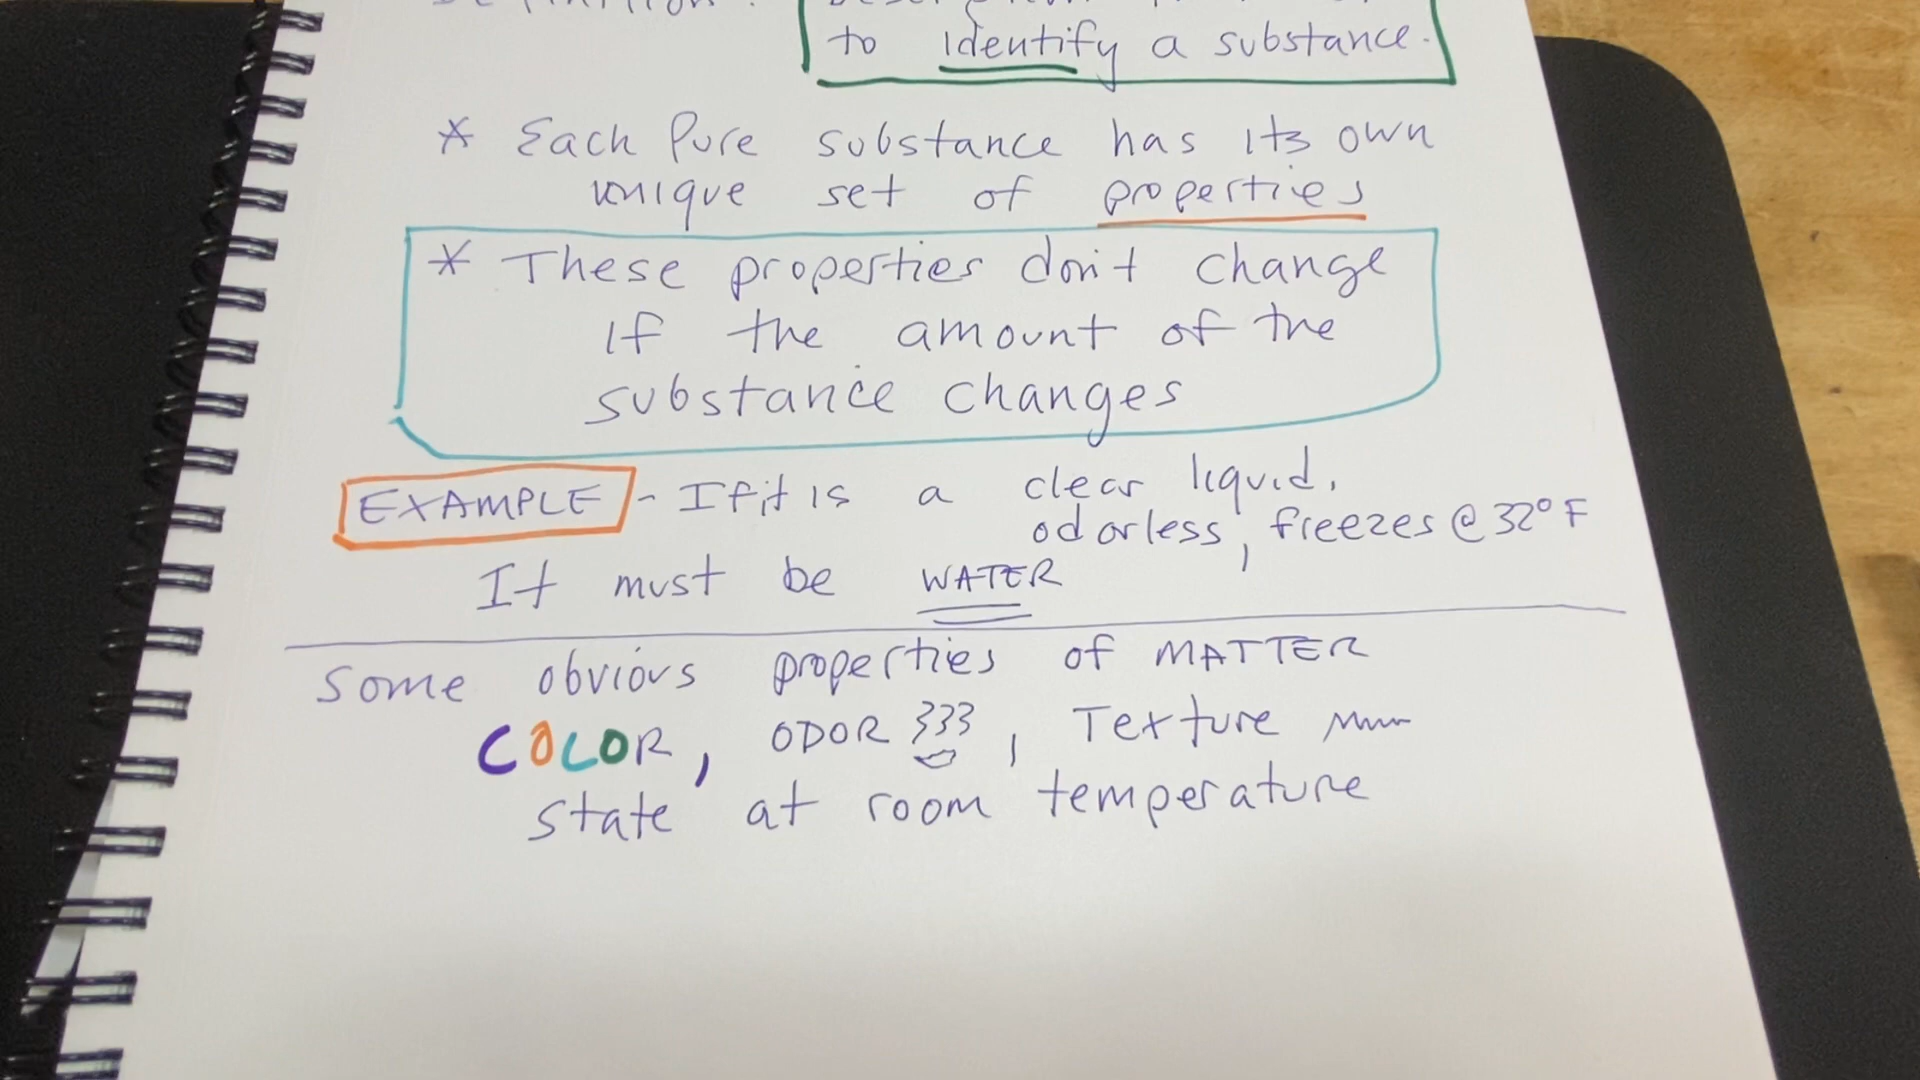 to identify a substance.
* Each Pure substance has its own
unique set of properties
* These properties don't change
If the amount of the
substance changes
EXAMPLE - If it is a clear liquid,
odorless, freezes @ 32° F
It must be WATER
Some obvious properties of MATTER
COLOR, ODOR, Texture
state at room temperature